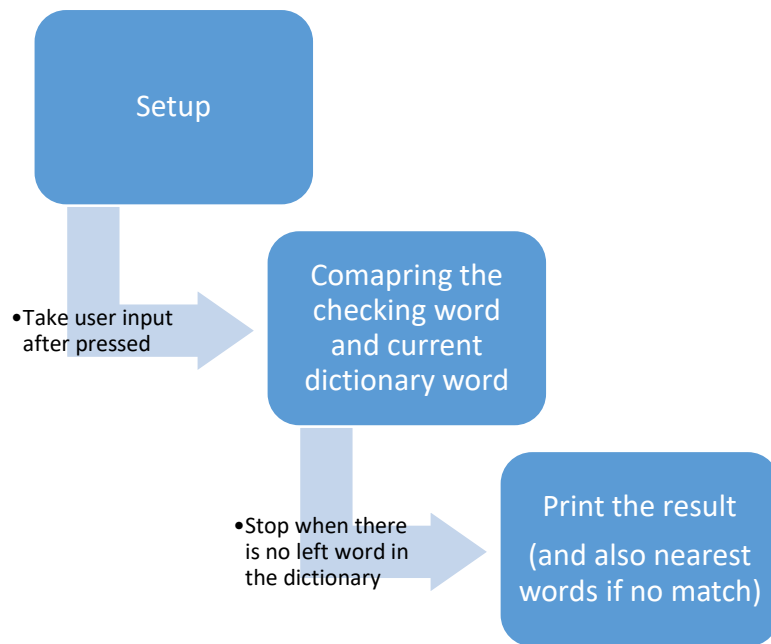 Setup
•Take user input
after pressed
Comapring the
checking word
and current
dictionary word
•Stop when there
is no left word in
the dictionary
Print the result
(and also nearest
words if no match)